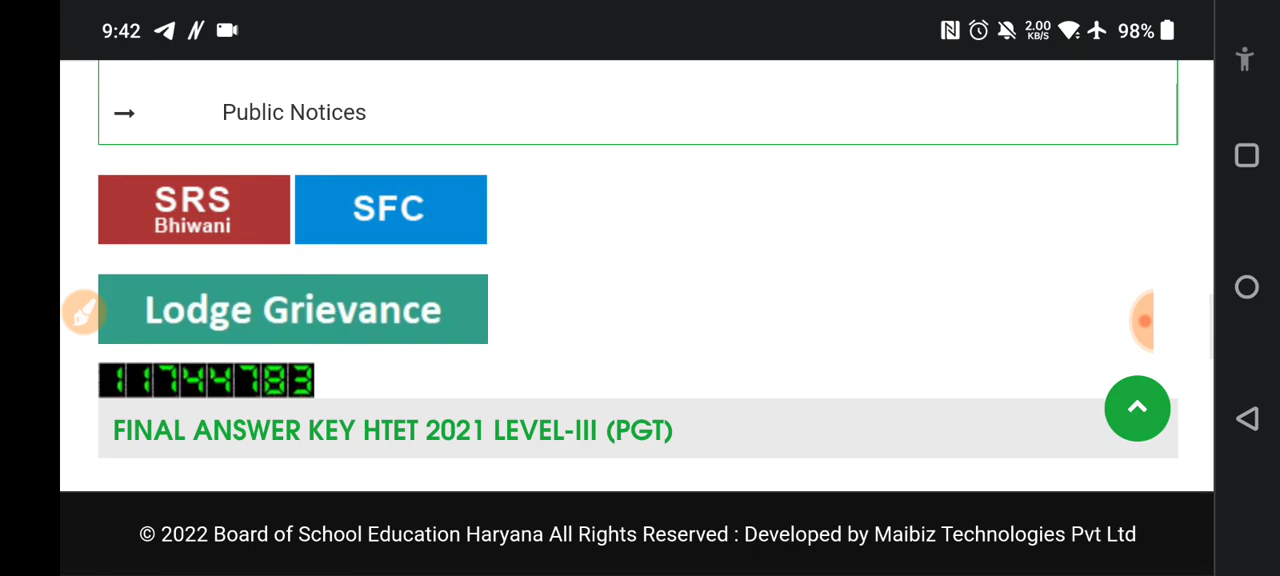 9:42 2.00 KB/S 98%
→ Public Notices
SRS
Bhiwani
SFC
Lodge Grievance
11744783
FINAL ANSWER KEY HTET 2021 LEVEL-III (PGT)
© 2022 Board of School Education Haryana All Rights Reserved : Developed by Maibiz Technologies Pvt Ltd